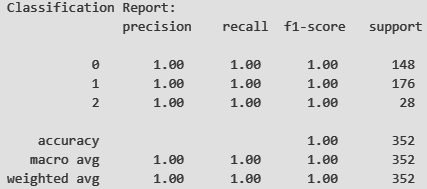 Classification Report:
precision recall f1-score support
0 1.00 1.00 1.00 148
1 1.00 1.00 1.00 176
2 1.00 1.00 1.00 28
accuracy 1.00 352
macro avg 1.00 1.00 1.00 352
weighted avg 1.00 1.00 1.00 352